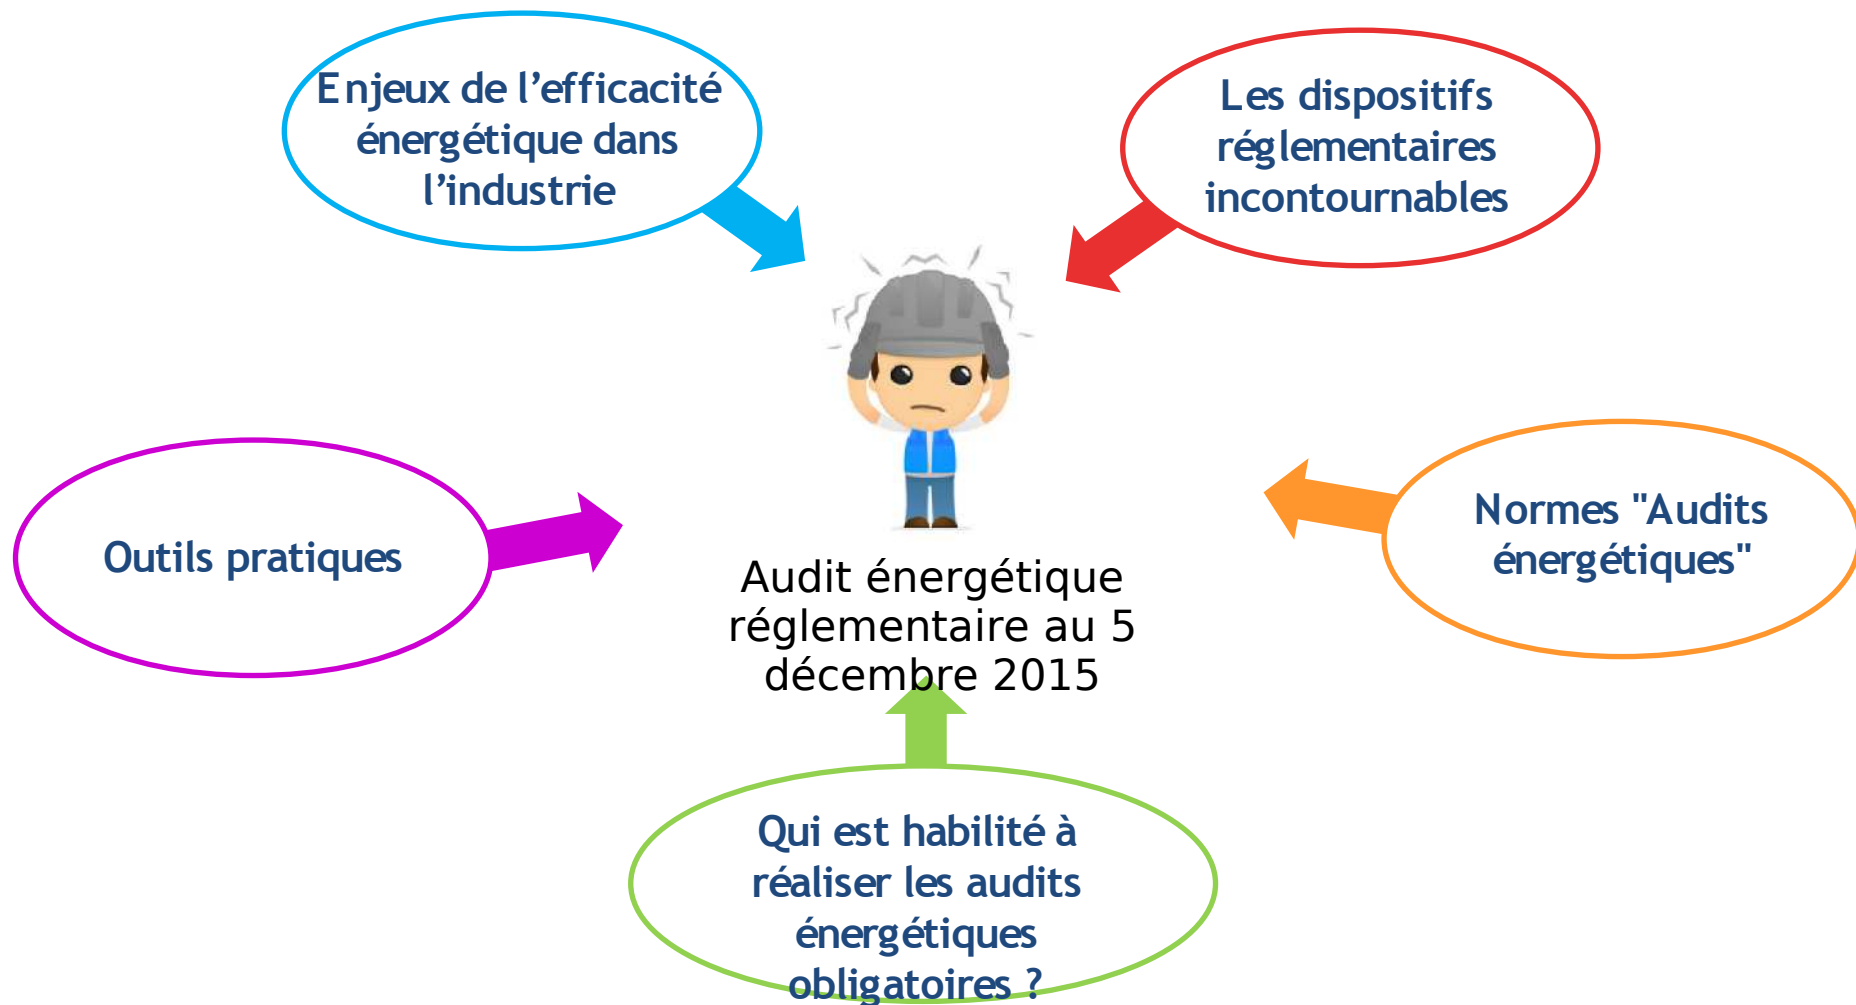 Enjeux de l’efficacité
énergétique dans
l’industrie
Les dispositifs
réglementaires
incontournables
Outils pratiques
Normes "Audits
énergétiques"
Audit énergétique
réglementaire au 5
décembre 2015
Qui est habilité à
réaliser les audits
énergétiques
obligatoires ?